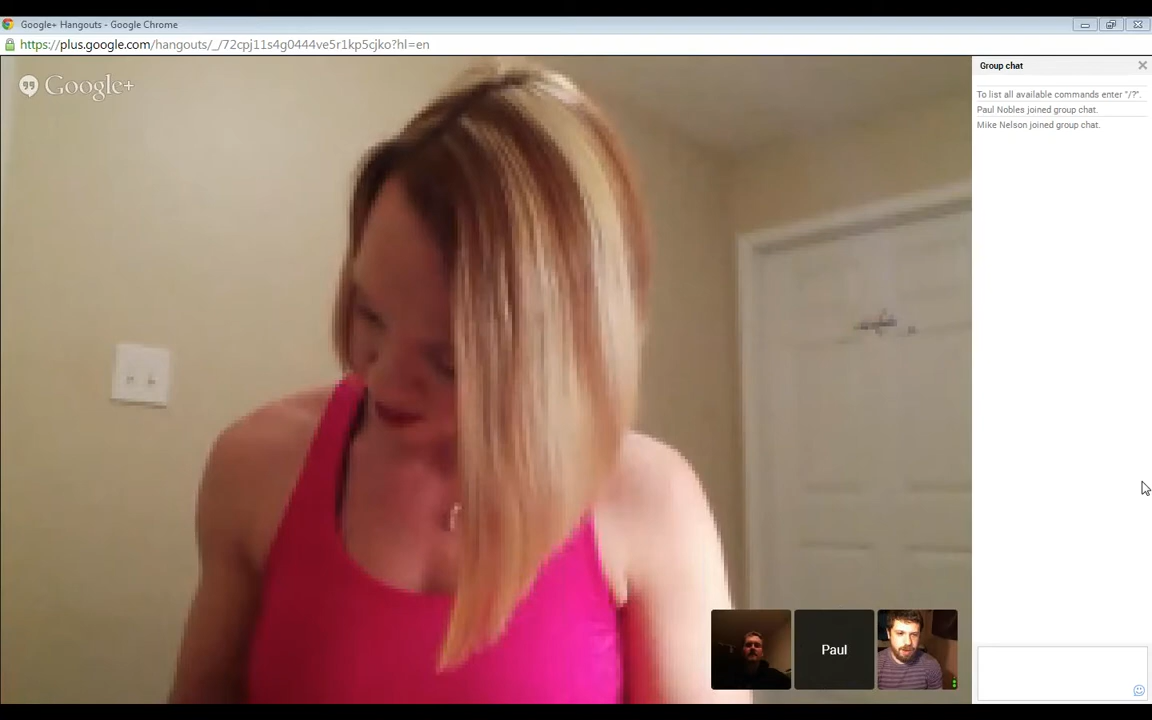 Google+ Hangouts - Google Chrome
https://plus.google.com/hangouts/_/72cpj11s4g0444ve5r1kp5cjko?hl=en
Google+
Group chat
To list all available commands enter "/?".
Paul Nobles joined group chat.
Mike Nelson joined group chat.
Paul